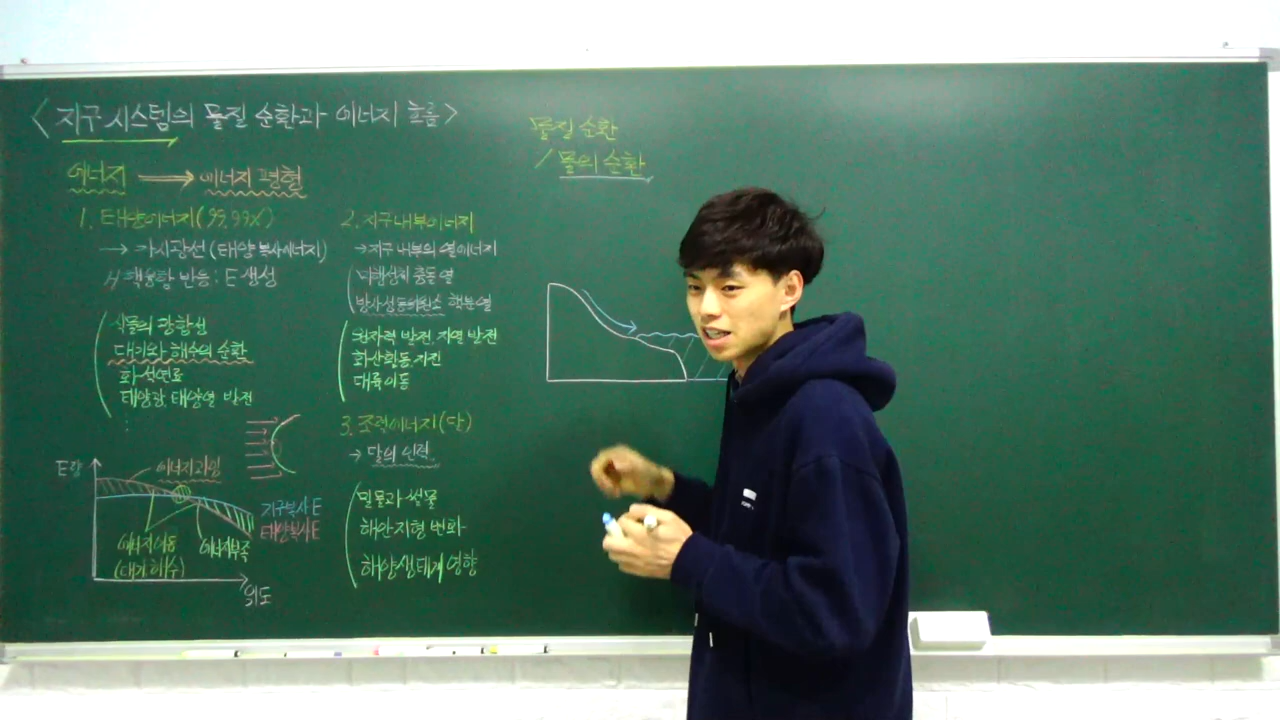 <지구시스템의 물질 순환과 에너지 흐름>
에너지 → 에너지 평형
1. 태양에너지(99.99%)
→ 가시광선(태양복사에너지)
H 핵융합 반응 : E 생성
식물의 광합성
대기와 해수의 순환
화석연료
태양광, 태양열 발전
:
E량
에너지과잉
지구복사E
태양복사E
에너지이동
(대기, 해수)
에너지부족
위도
2. 지구내부에너지
→ 지구 내부의 열에너지
미행성체 충돌 열
방사성동위원소 핵분열
원자력 발전, 지열 발전
화산활동, 지진
대륙이동
3. 조력에너지(달)
→ 달의 인력
밀물과 썰물
해안지형 변화
해양생태계 영향
물질 순환
/ 물의 순환